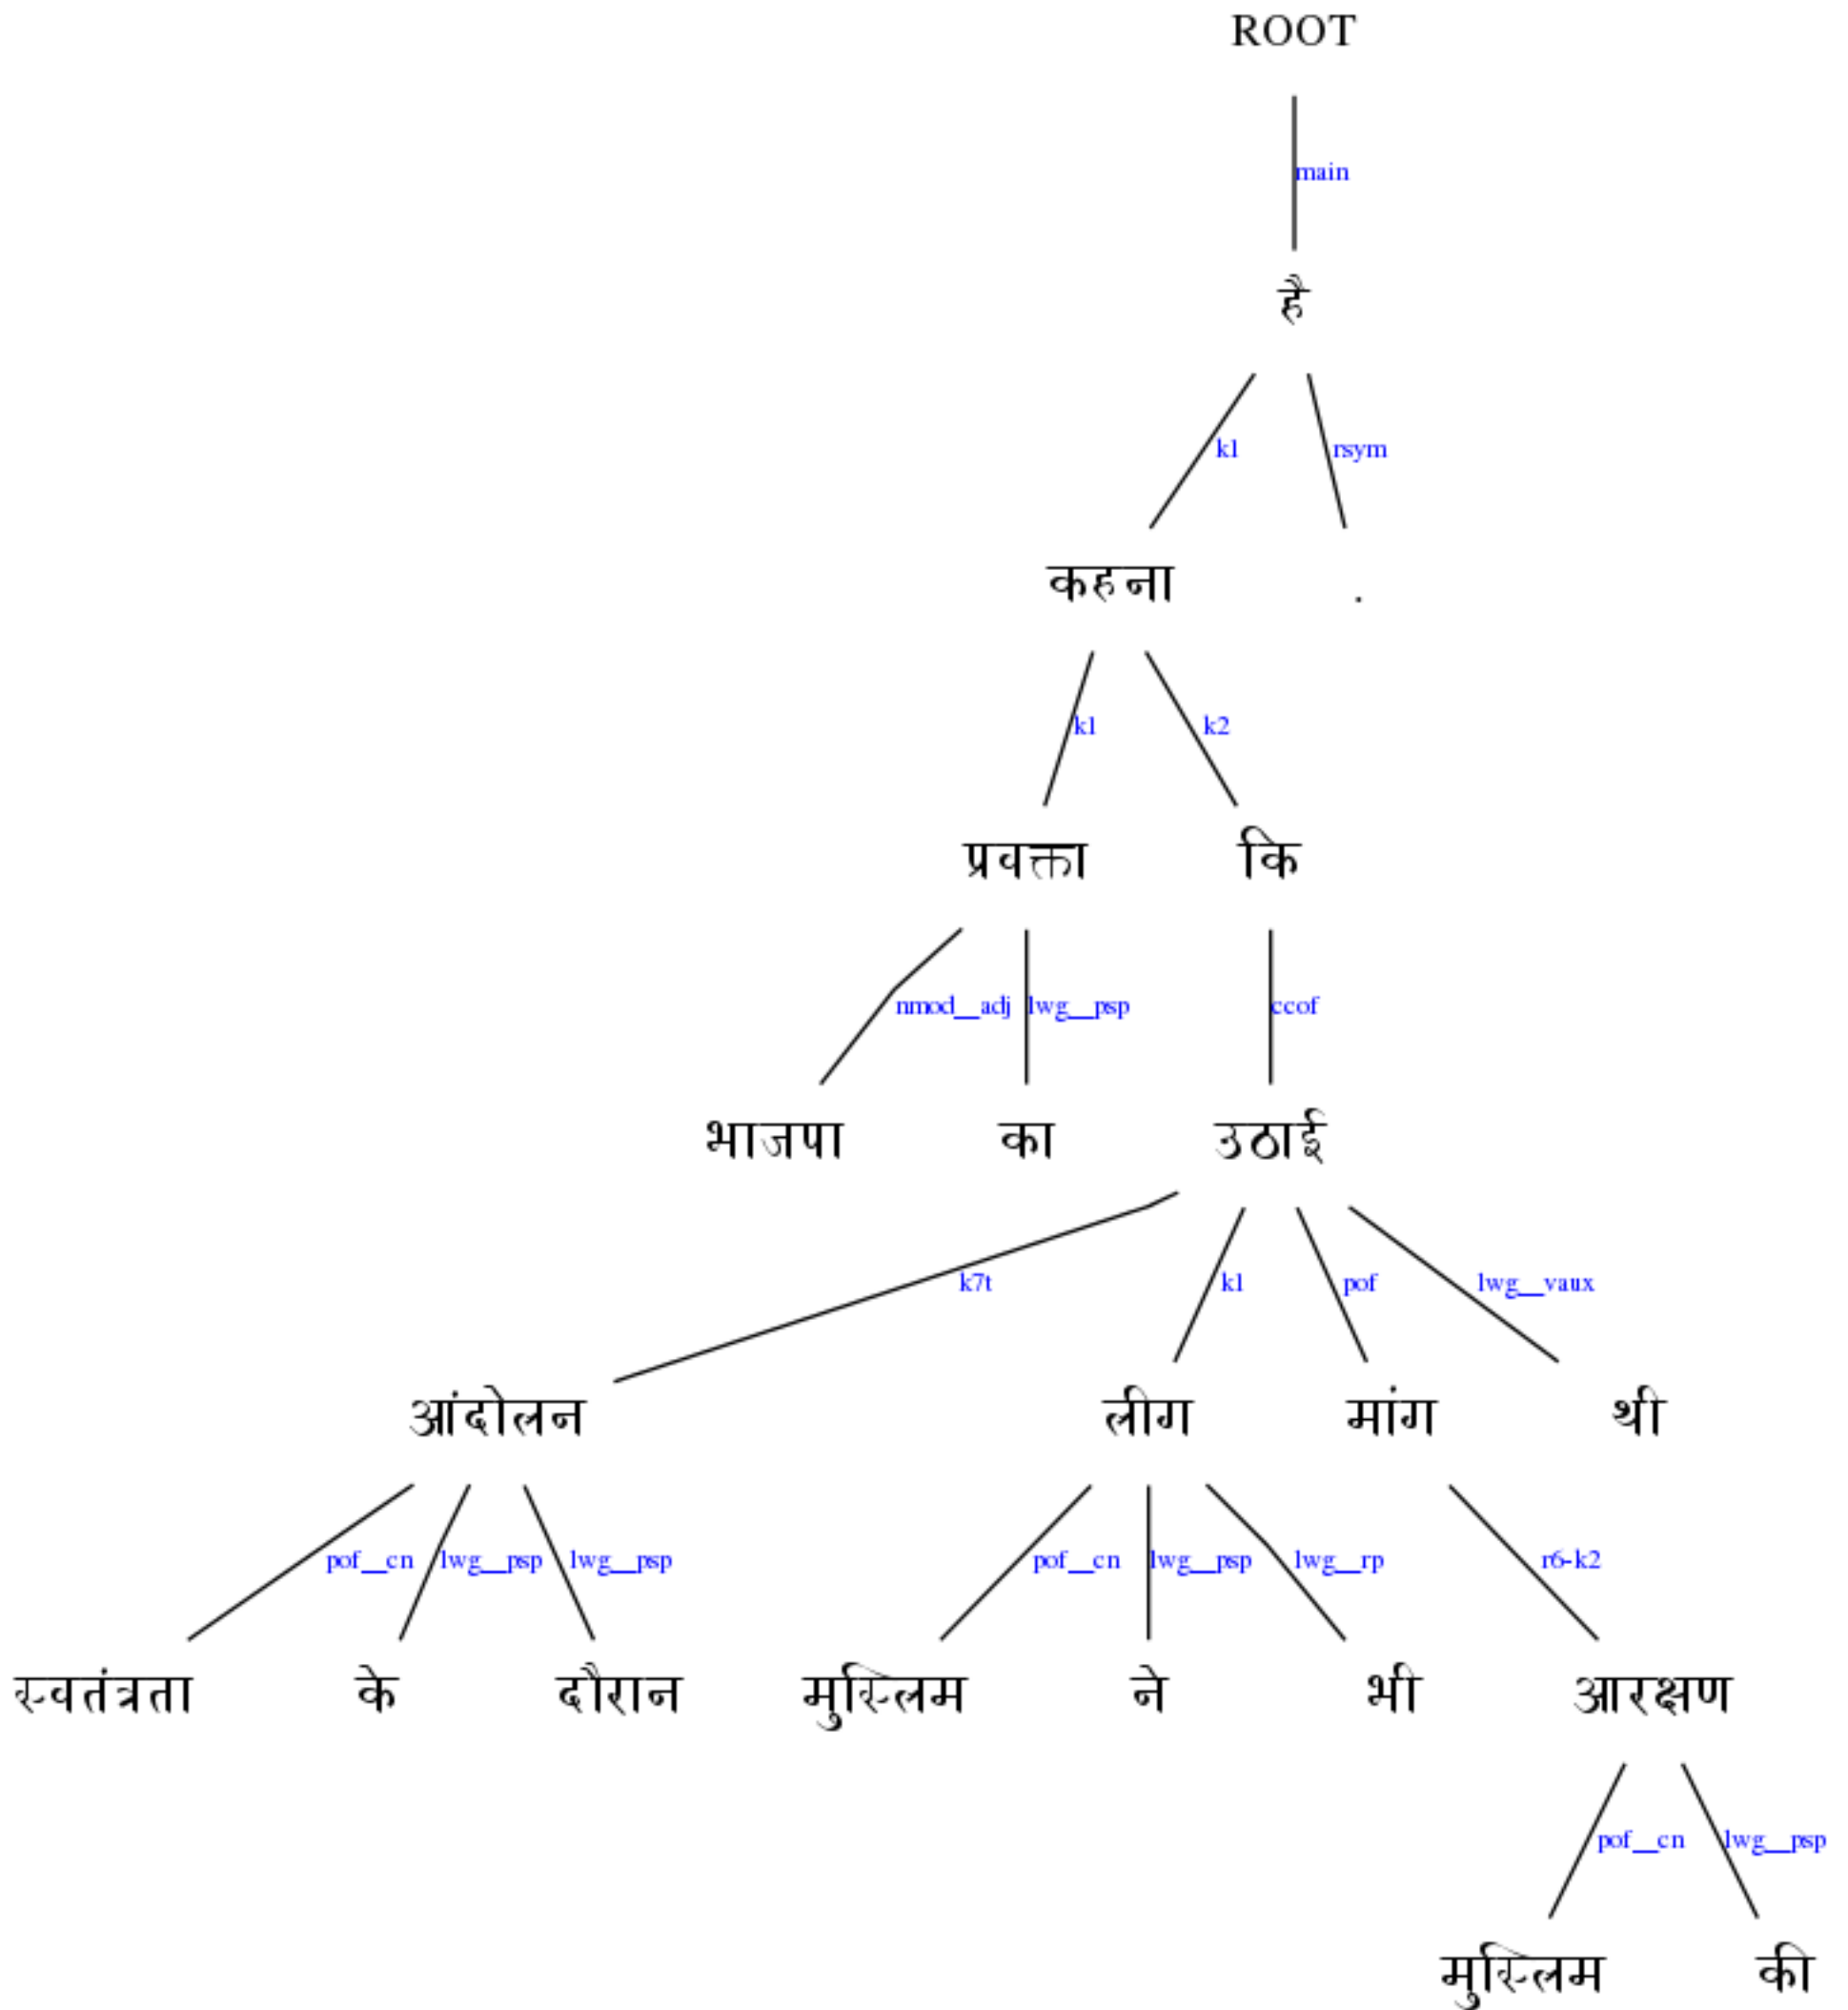 ROOT
main
है
k1 rsym
कहना .
k1 k2
प्रवक्ता कि
nmod__adj lwg__psp ccof
भाजपा का उठाई
k7t k1 pof lwg__vaux
आंदोलन लीग मांग थी
pof__cn lwg__psp lwg__psp pof__cn lwg__psp lwg__rp r6-k2
स्वतंत्रता के दौरान मुस्लिम ने भी आरक्षण
pof__cn lwg__psp
मुस्लिम की